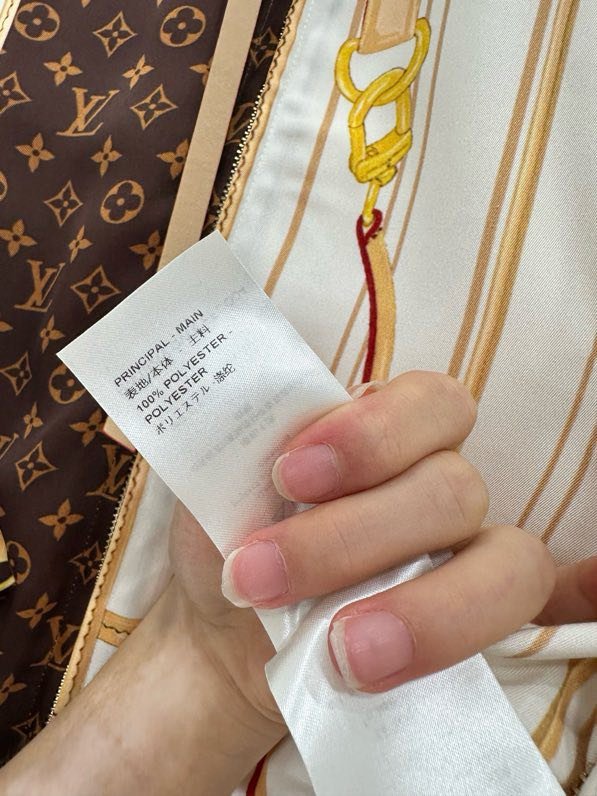 PRINCIPAL - MAIN
表地/本体 主料
100% POLYESTER -
POLYESTER
ポリエステル 涤纶